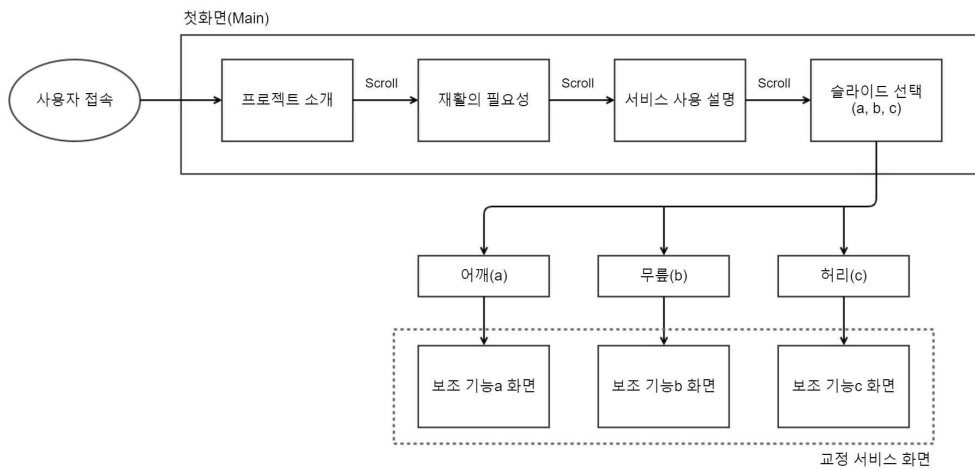 첫화면(Main)
사용자 접속
프로젝트 소개
Scroll
재활의 필요성
Scroll
서비스 사용 설명
Scroll
슬라이드 선택
(a, b, c)
어깨(a)
무릎(b)
허리(c)
보조 기능a 화면
보조 기능b 화면
보조 기능c 화면
교정 서비스 화면